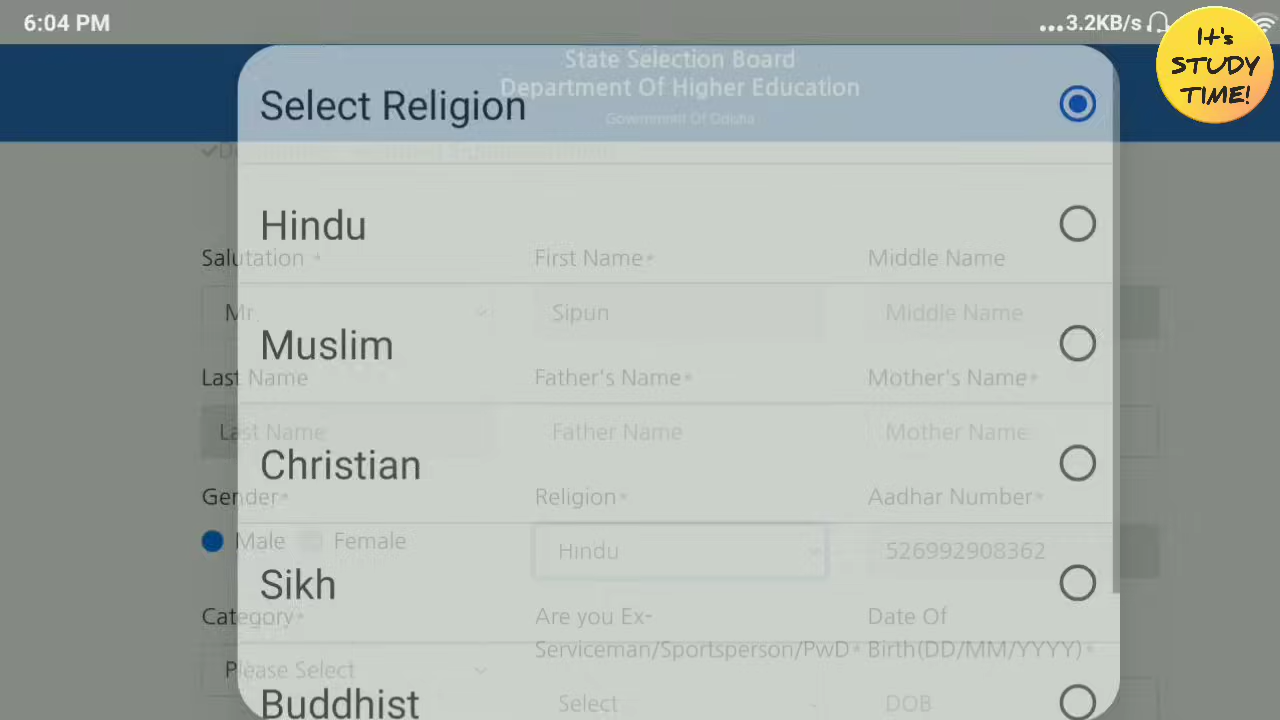 6:04 PM
...3.2KB/s
It's
STUDY
TIME!
State Selection Board
Department Of Higher Education
Government Of Odisha
Select Religion
Hindu
Salutation * First Name* Middle Name
Mr. Sipun Middle Name
Muslim
Last Name Father's Name* Mother's Name*
Last Name Father Name Mother Name
Christian
Gender* Religion* Aadhar Number*
Male Female Hindu 526992908362
Sikh
Category* Are you Ex- Date Of
Serviceman/Sportsperson/PwD* Birth(DD/MM/YYYY)*
Please Select
Buddhist Select DOB